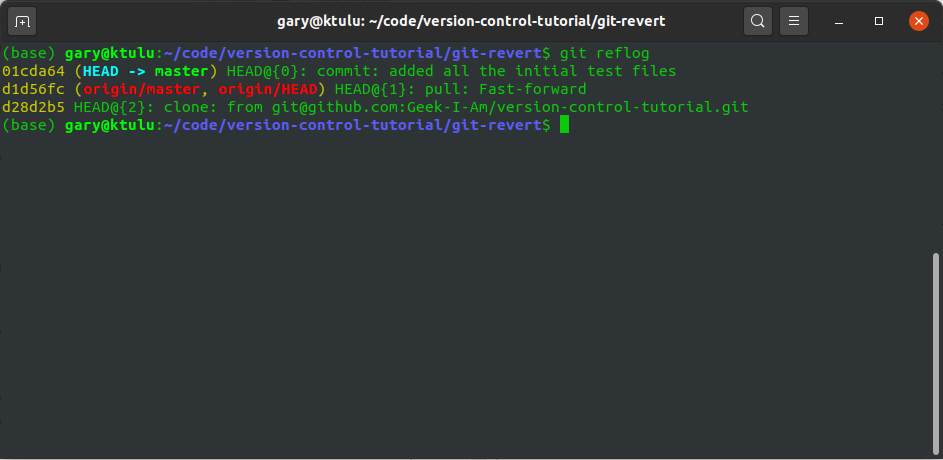 gary@ktulu: ~/code/version-control-tutorial/git-revert
(base) gary@ktulu:~/code/version-control-tutorial/git-revert$ git reflog
01cda64 (HEAD -> master) HEAD@{0}: commit: added all the initial test files
d1d56fc (origin/master, origin/HEAD) HEAD@{1}: pull: Fast-forward
d28d2b5 HEAD@{2}: clone: from git@github.com:Geek-I-Am/version-control-tutorial.git
(base) gary@ktulu:~/code/version-control-tutorial/git-revert$